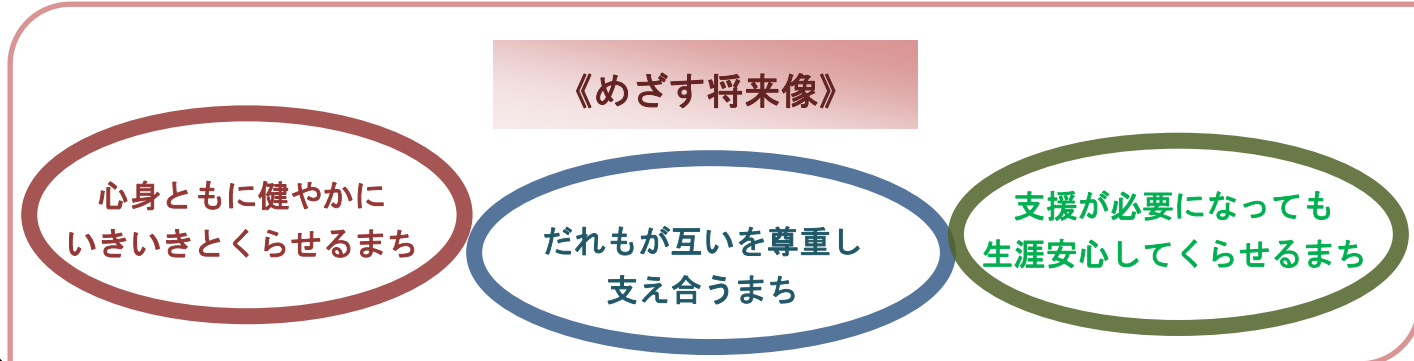 《めざす将来像》
心身ともに健やかに
いきいきとくらせるまち
だれもが互いを尊重し
支え合うまち
支援が必要になっても
生涯安心してくらせるまち